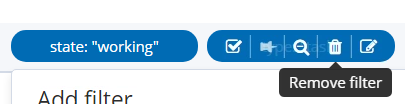 state: "working"
Remove filter
Add filter